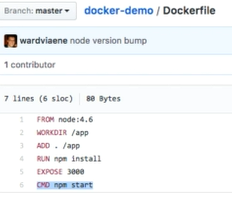 Branch: master docker-demo / Dockerfile
wardviaene node version bump
1 contributor
7 lines (6 sloc) 80 Bytes
1 FROM node:4.6
2 WORKDIR /app
3 ADD . /app
4 RUN npm install
5 EXPOSE 3000
6 CMD npm start